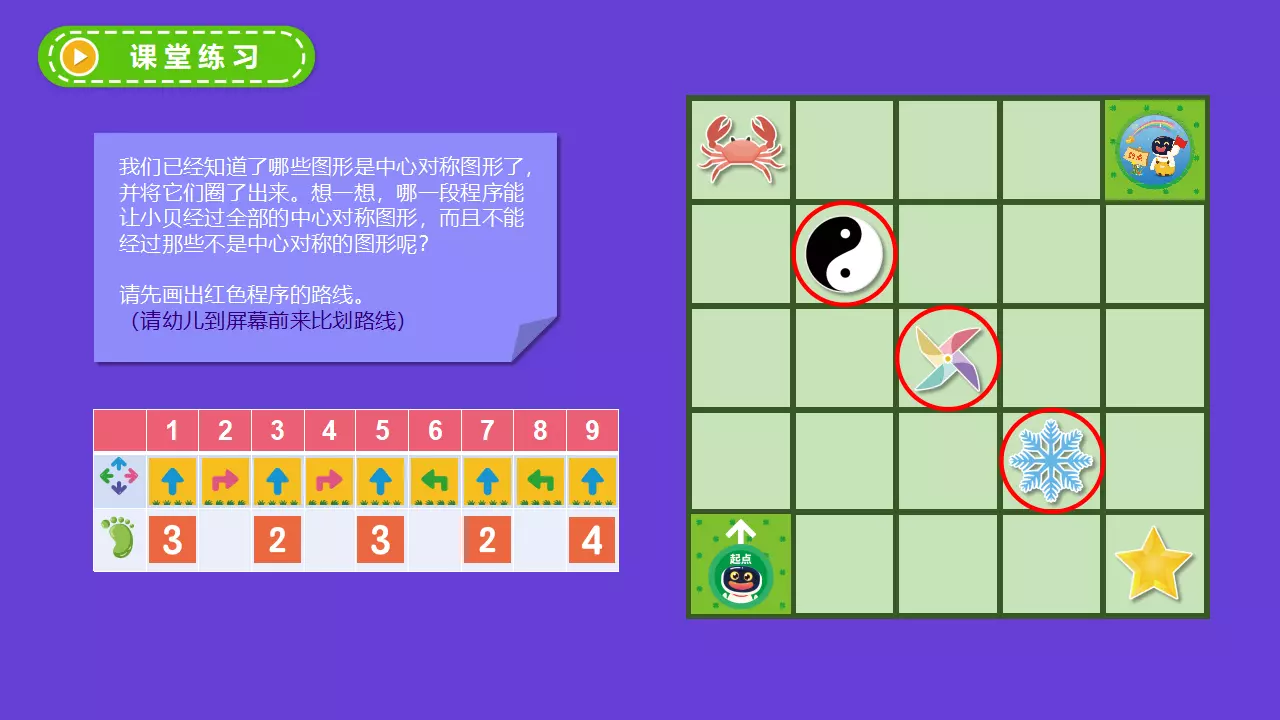 课堂练习
我们已经知道了哪些图形是中心对称图形了，
并将它们圈了出来。想一想，哪一段程序能
让小贝经过全部的中心对称图形，而且不能
经过那些不是中心对称的图形呢？
请先画出红色程序的路线。
（请幼儿到屏幕前来比划路线）
1 2 3 4 5 6 7 8 9
3 2 3 2 4
起点